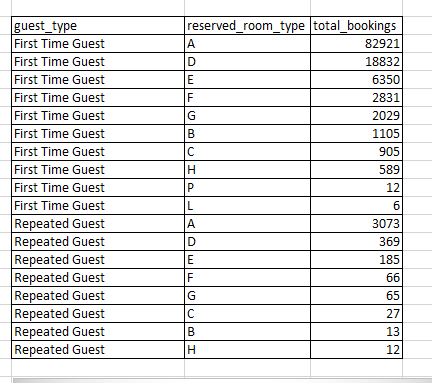 guest_type reserved_room_type total_bookings
First Time Guest A 82921
First Time Guest D 18832
First Time Guest E 6350
First Time Guest F 2831
First Time Guest G 2029
First Time Guest B 1105
First Time Guest C 905
First Time Guest H 589
First Time Guest P 12
First Time Guest L 6
Repeated Guest A 3073
Repeated Guest D 369
Repeated Guest E 185
Repeated Guest F 66
Repeated Guest G 65
Repeated Guest C 27
Repeated Guest B 13
Repeated Guest H 12